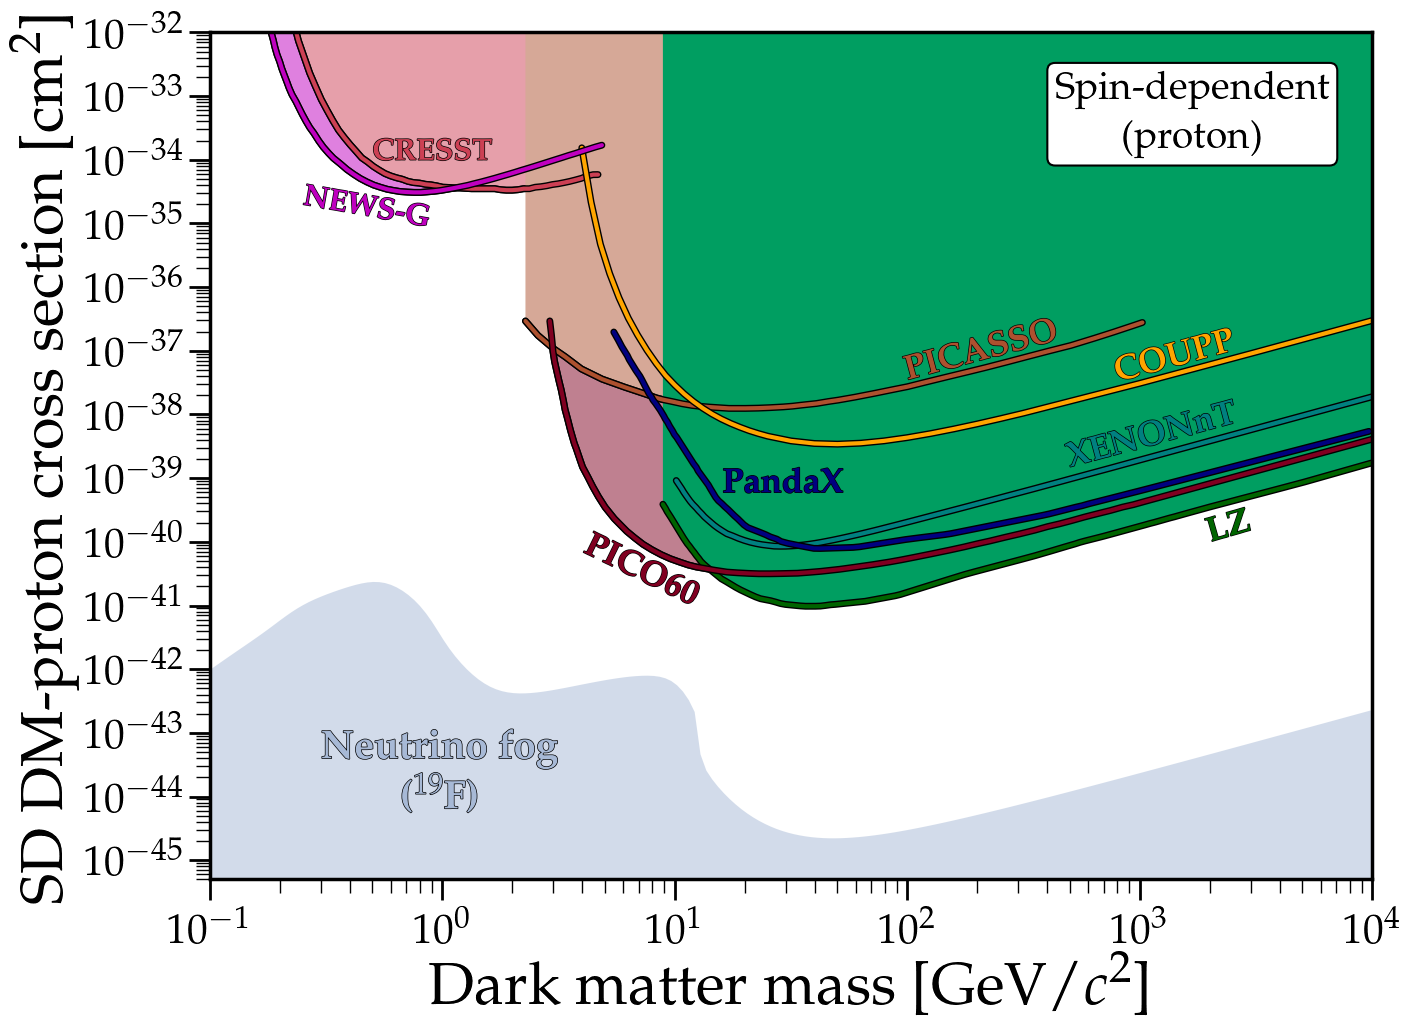 SD DM-proton cross section [cm²]
10⁻³²
10⁻³³
10⁻³⁴
10⁻³⁵
10⁻³⁶
10⁻³⁷
10⁻³⁸
10⁻³⁹
10⁻⁴⁰
10⁻⁴¹
10⁻⁴²
10⁻⁴³
10⁻⁴⁴
10⁻⁴⁵
Spin-dependent
(proton)
CRESST
NEWS-G
PICASSO
COUPP
XENONnT
PandaX
LZ
PICO60
Neutrino fog
(¹⁹F)
10⁻¹
10⁰
10¹
10²
10³
10⁴
Dark matter mass [GeV/c²]